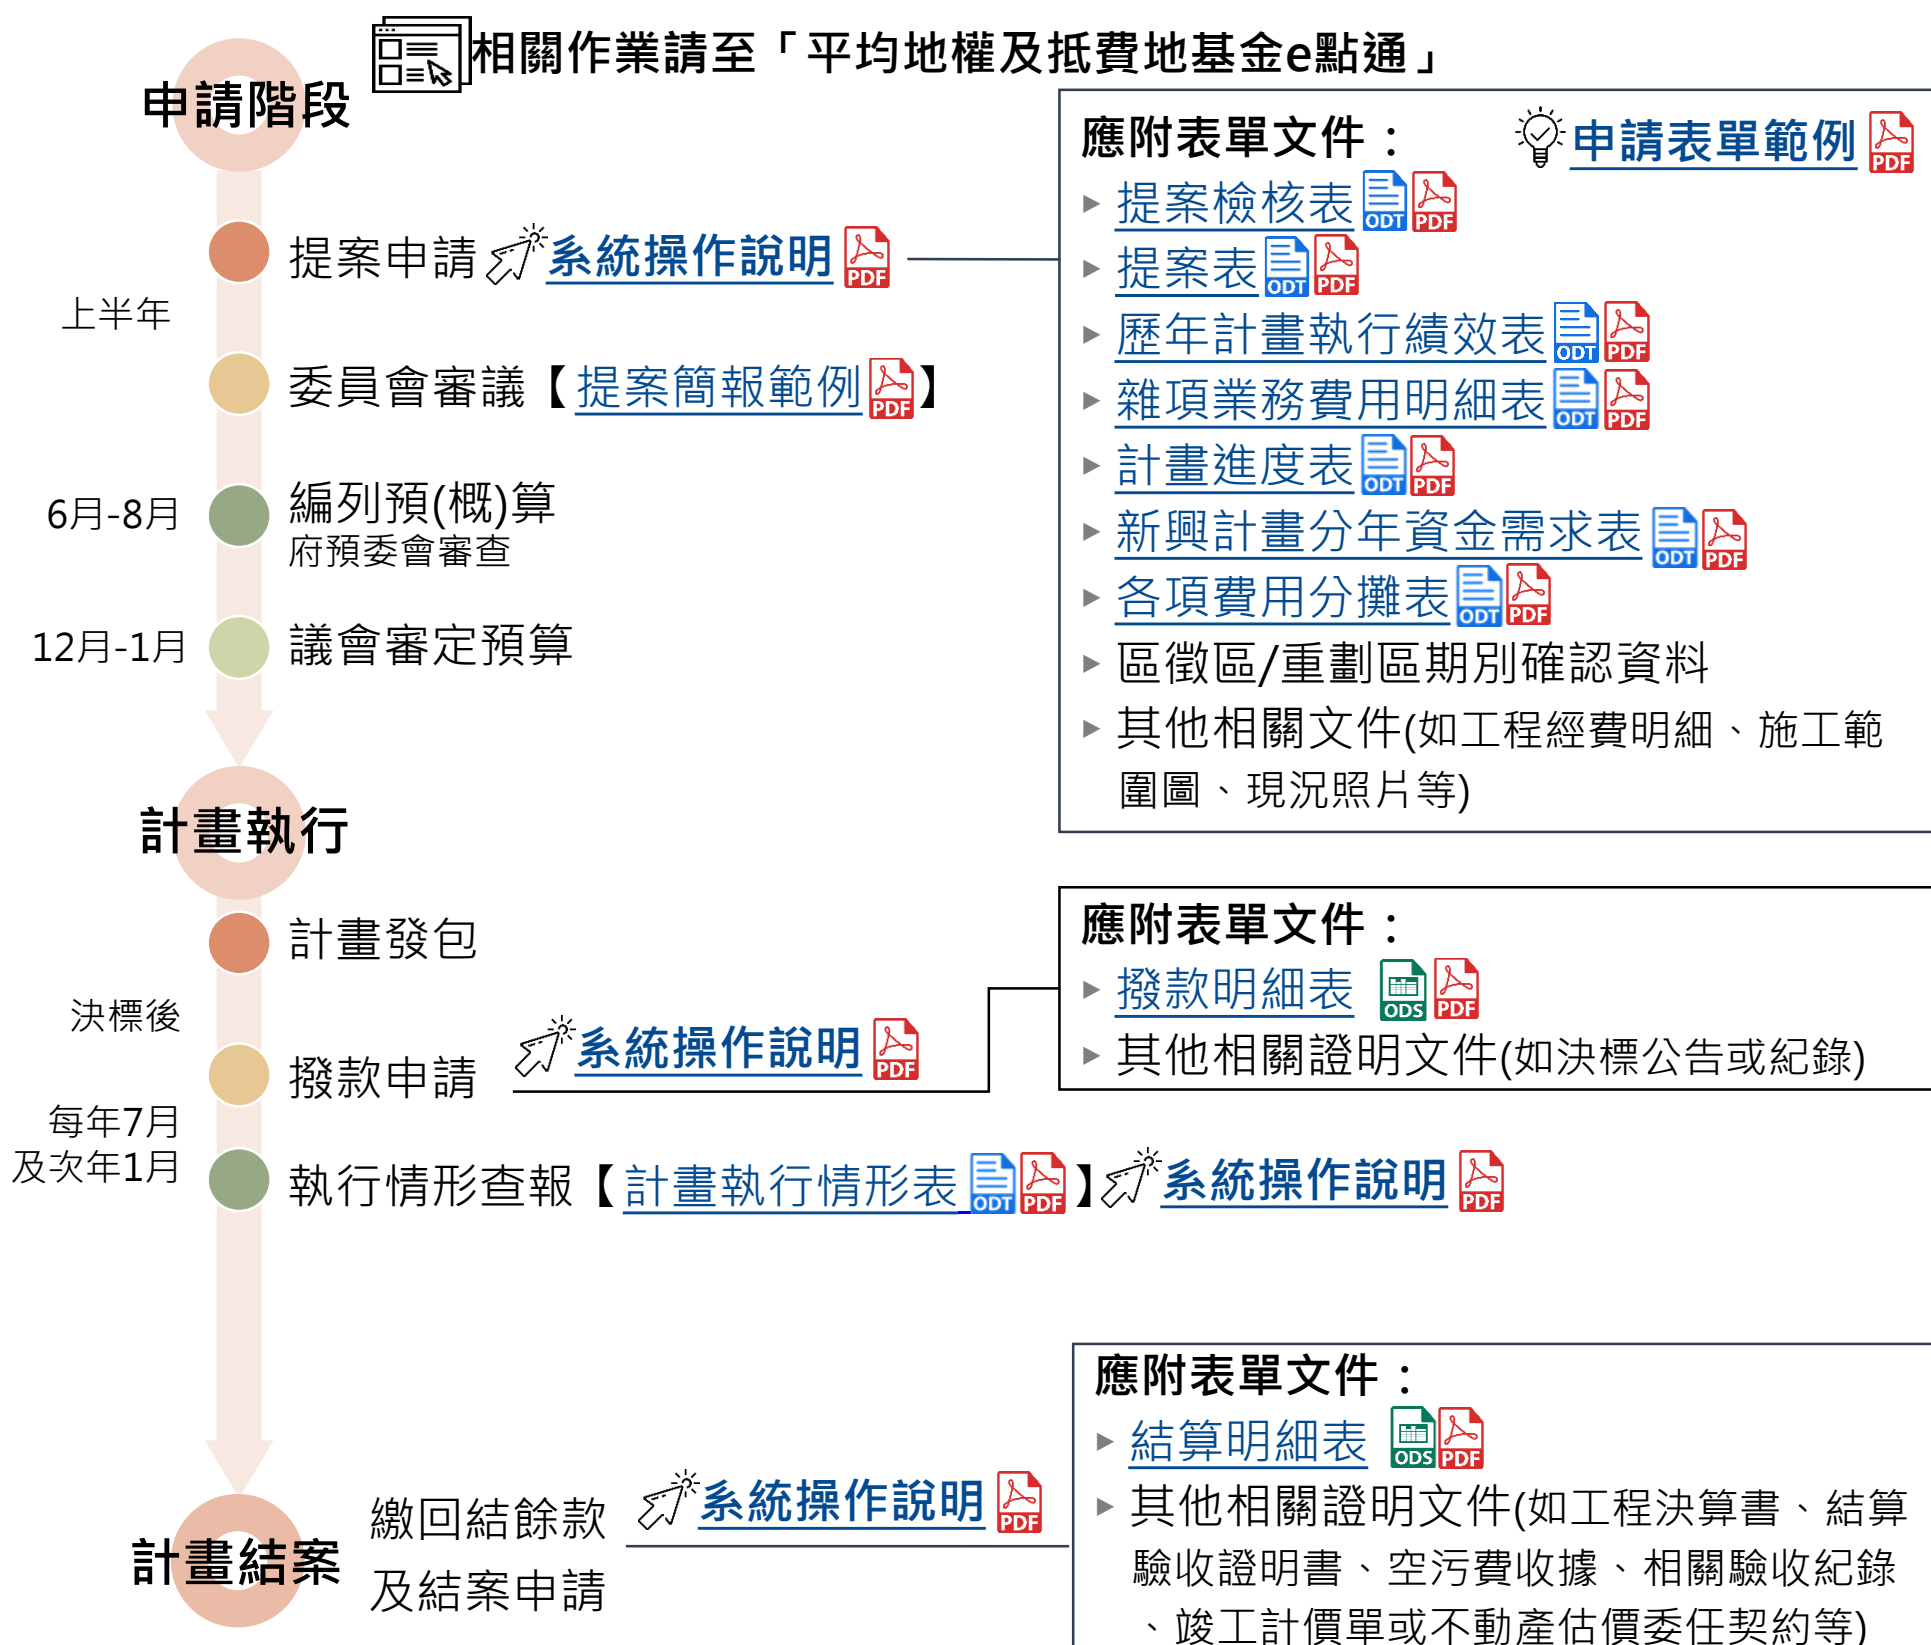 相關作業請至「平均地權及抵費地基金e點通」
申請階段
應附表單文件：
申請表單範例 PDF
提案檢核表 ODT PDF
提案表 ODT PDF
歷年計畫執行績效表 ODT PDF
雜項業務費用明細表 ODT PDF
計畫進度表 ODT PDF
新興計畫分年資金需求表 ODT PDF
各項費用分攤表 ODT PDF
區徵區/重劃區期別確認資料
其他相關文件(如工程經費明細、施工範
圍圖、現況照片等)
提案申請 系統操作說明 PDF
上半年
委員會審議【提案簡報範例 PDF】
6月-8月
編列預(概)算
府預委會審查
12月-1月
議會審定預算
計畫執行
計畫發包
決標後
撥款申請 系統操作說明 PDF
應附表單文件：
撥款明細表 ODS PDF
其他相關證明文件(如決標公告或紀錄)
每年7月
及次年1月
執行情形查報【計畫執行情形表 ODT PDF】系統操作說明 PDF
計畫結案
繳回結餘款
及結案申請
系統操作說明 PDF
應附表單文件：
結算明細表 ODS PDF
其他相關證明文件(如工程決算書、結算
驗收證明書、空污費收據、相關驗收紀錄
、竣工計價單或不動產估價委任契約等)